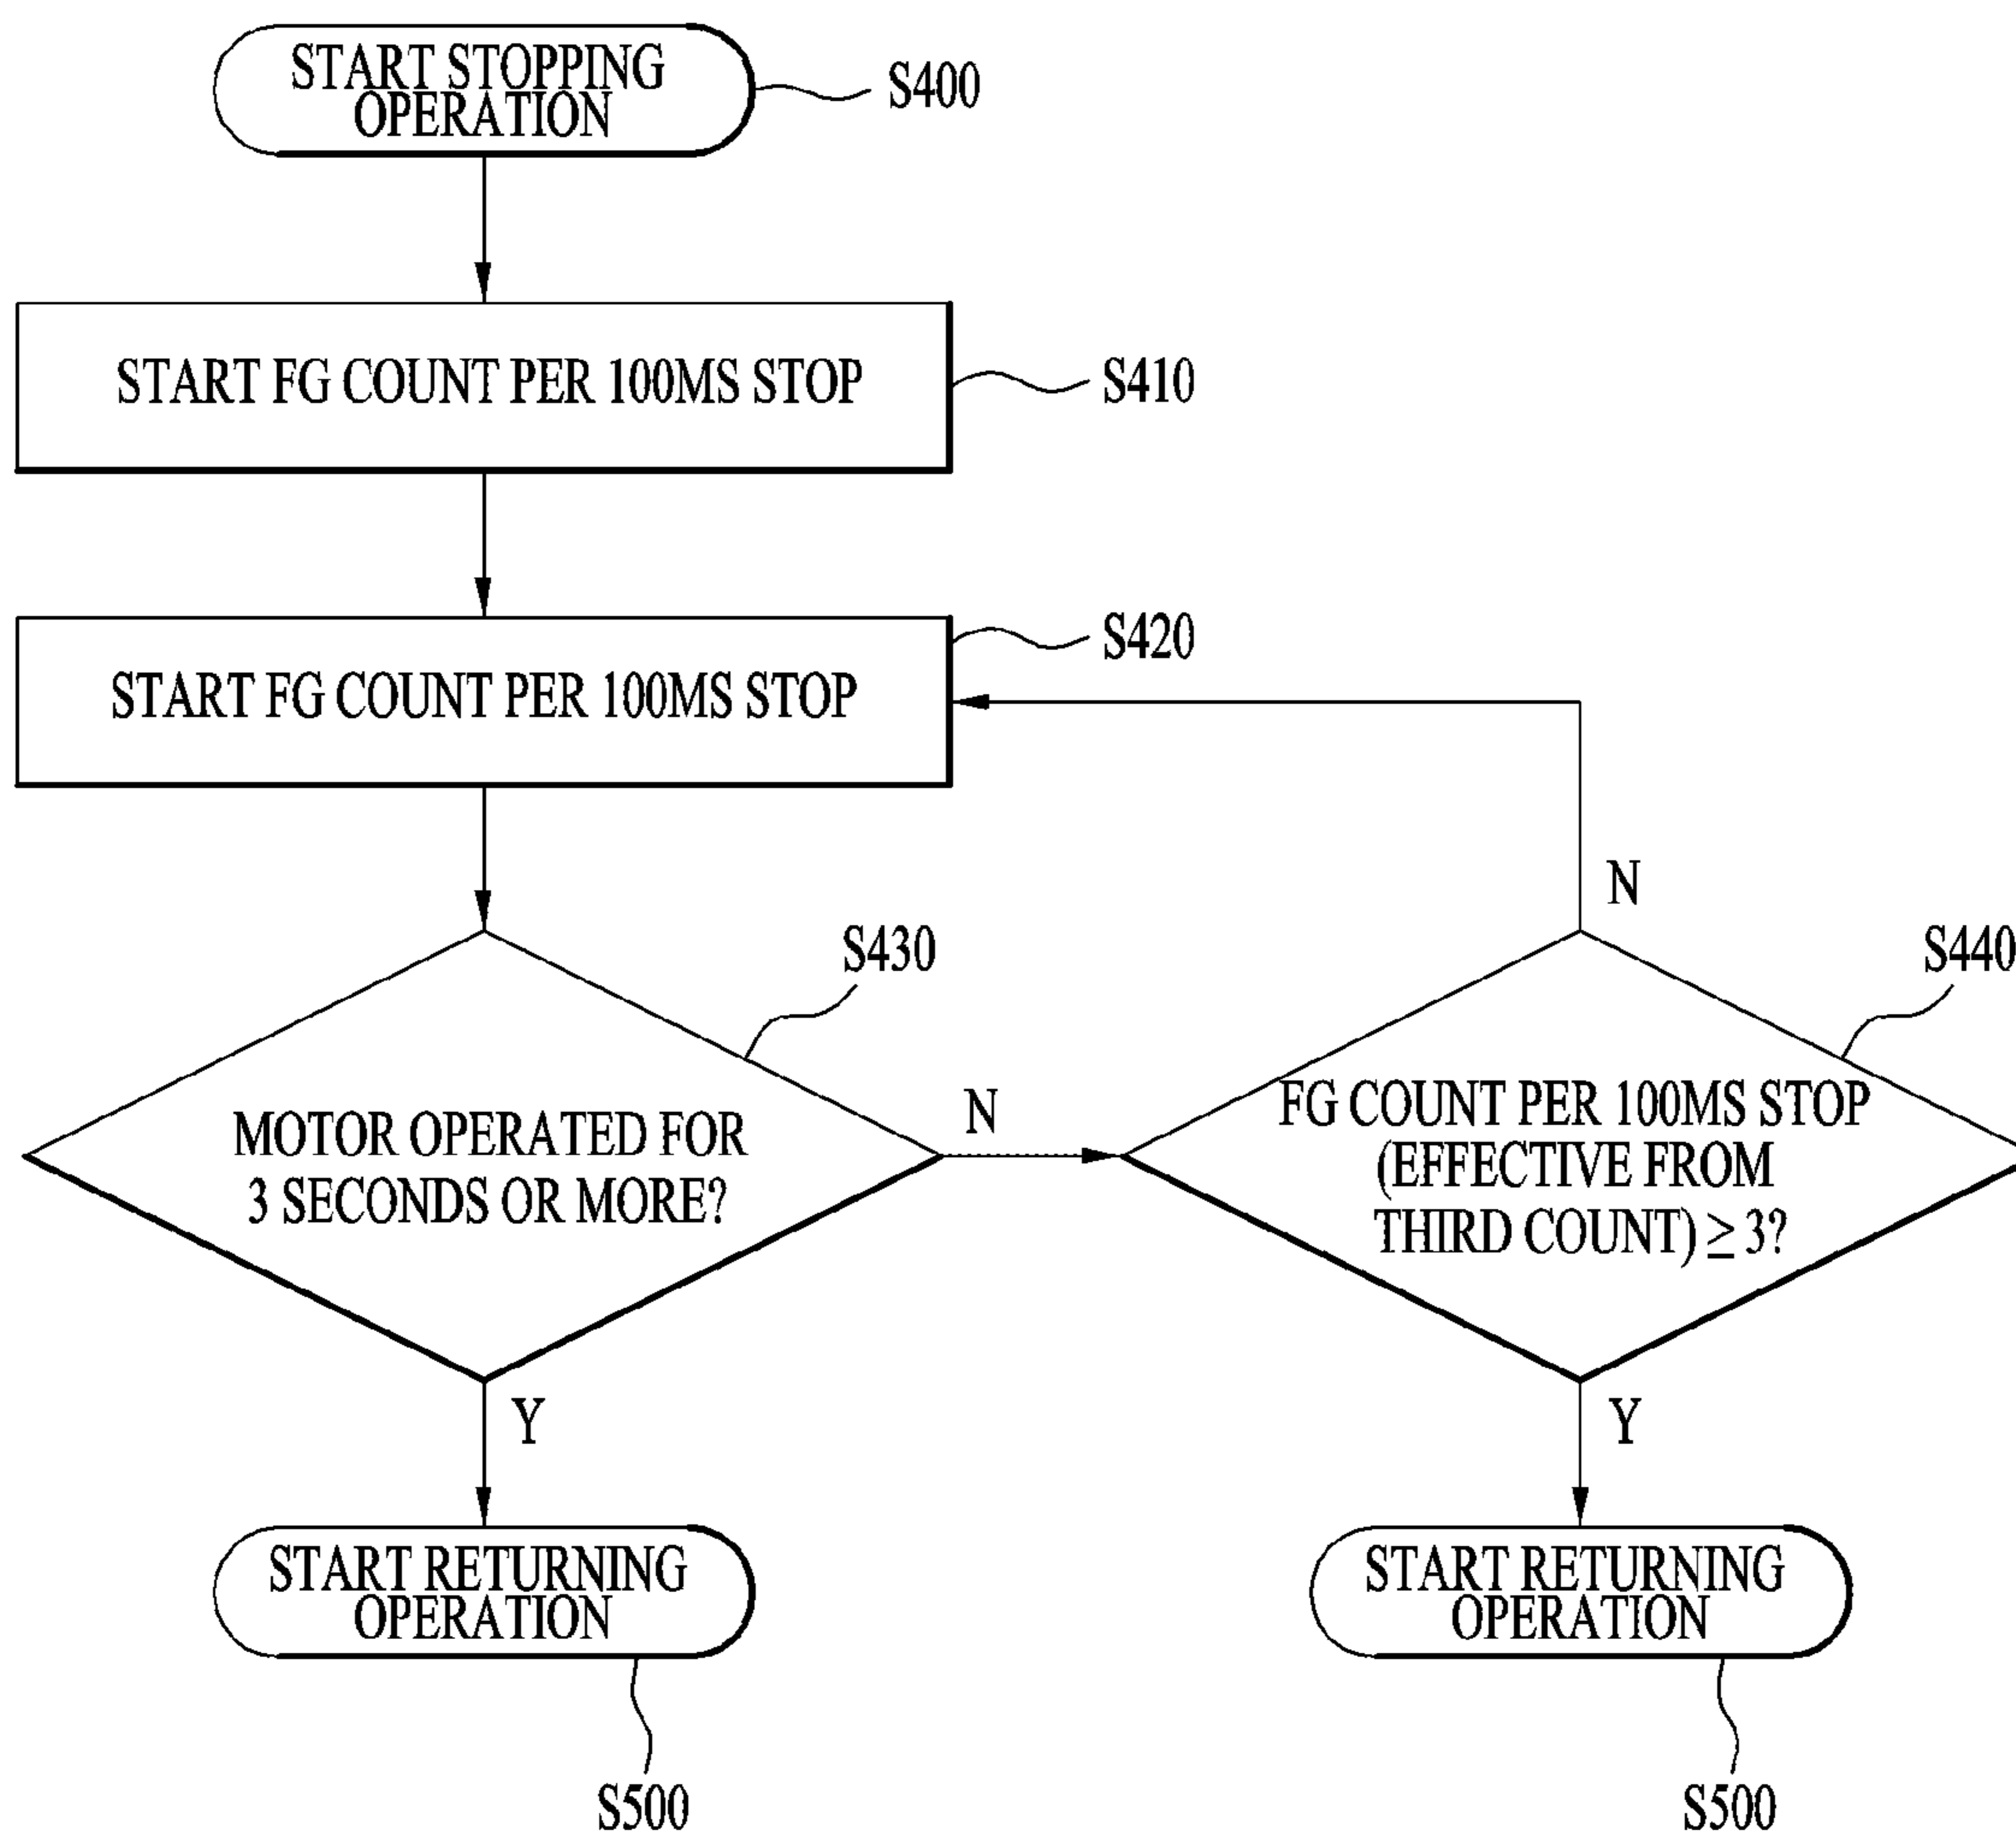 START STOPPING
OPERATION
S400
START FG COUNT PER 100MS STOP
S410
START FG COUNT PER 100MS STOP
S420
MOTOR OPERATED FOR
3 SECONDS OR MORE?
S430
N
Y
FG COUNT PER 100MS STOP
(EFFECTIVE FROM
THIRD COUNT) ≥ 3?
S440
N
Y
START RETURNING
OPERATION
S500
START RETURNING
OPERATION
S500